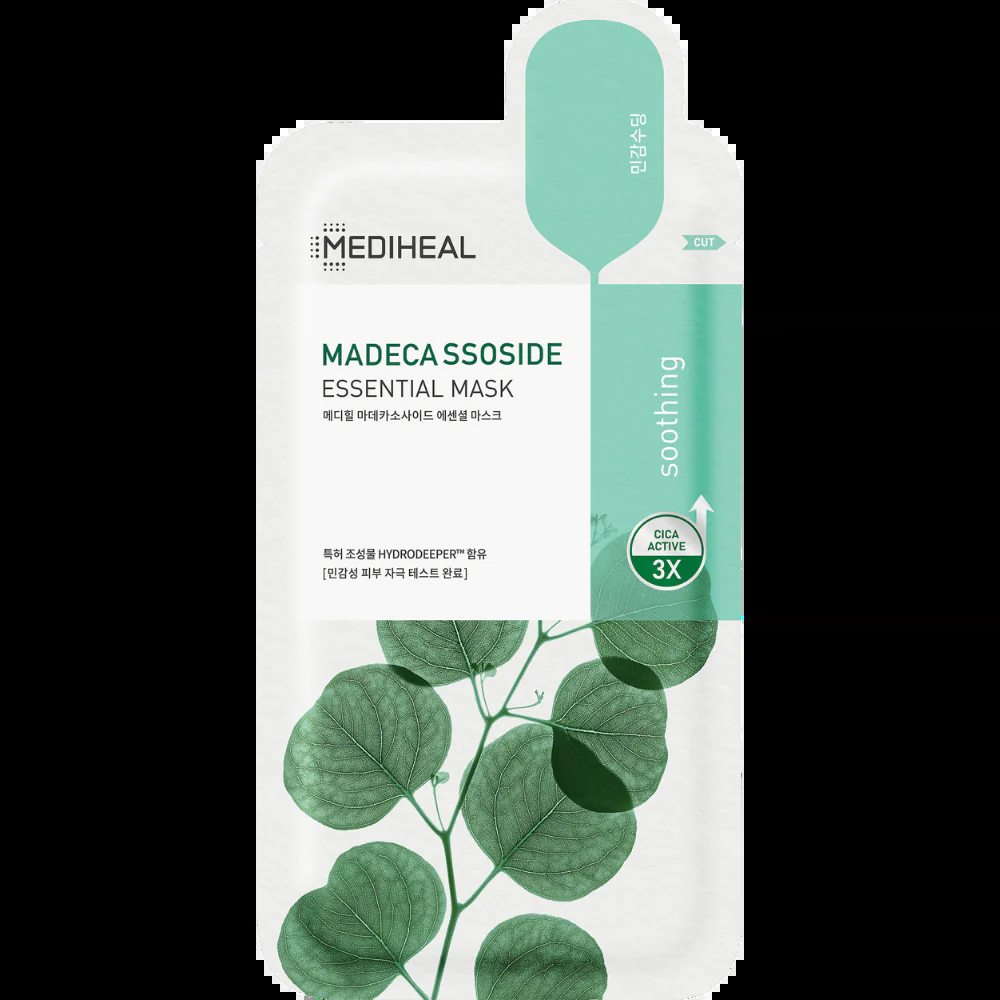 민감수딩
MEDIHEAL
CUT
MADECASSOSIDE
ESSENTIAL MASK
메디힐 마데카소사이드 에센셜 마스크
soothing
CICA
ACTIVE
3X
특허 조성물 HYDRODEEPER™ 함유
[민감성 피부 자극 테스트 완료]